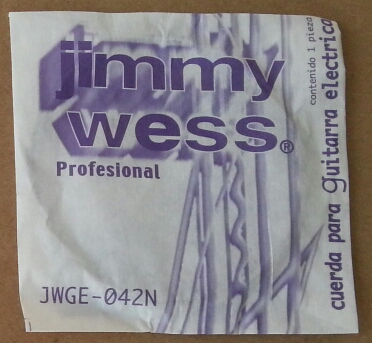 jimmy
wess®
Profesional
JWGE-042N
contenido 1 pieza
cuerda para guitarra electrica